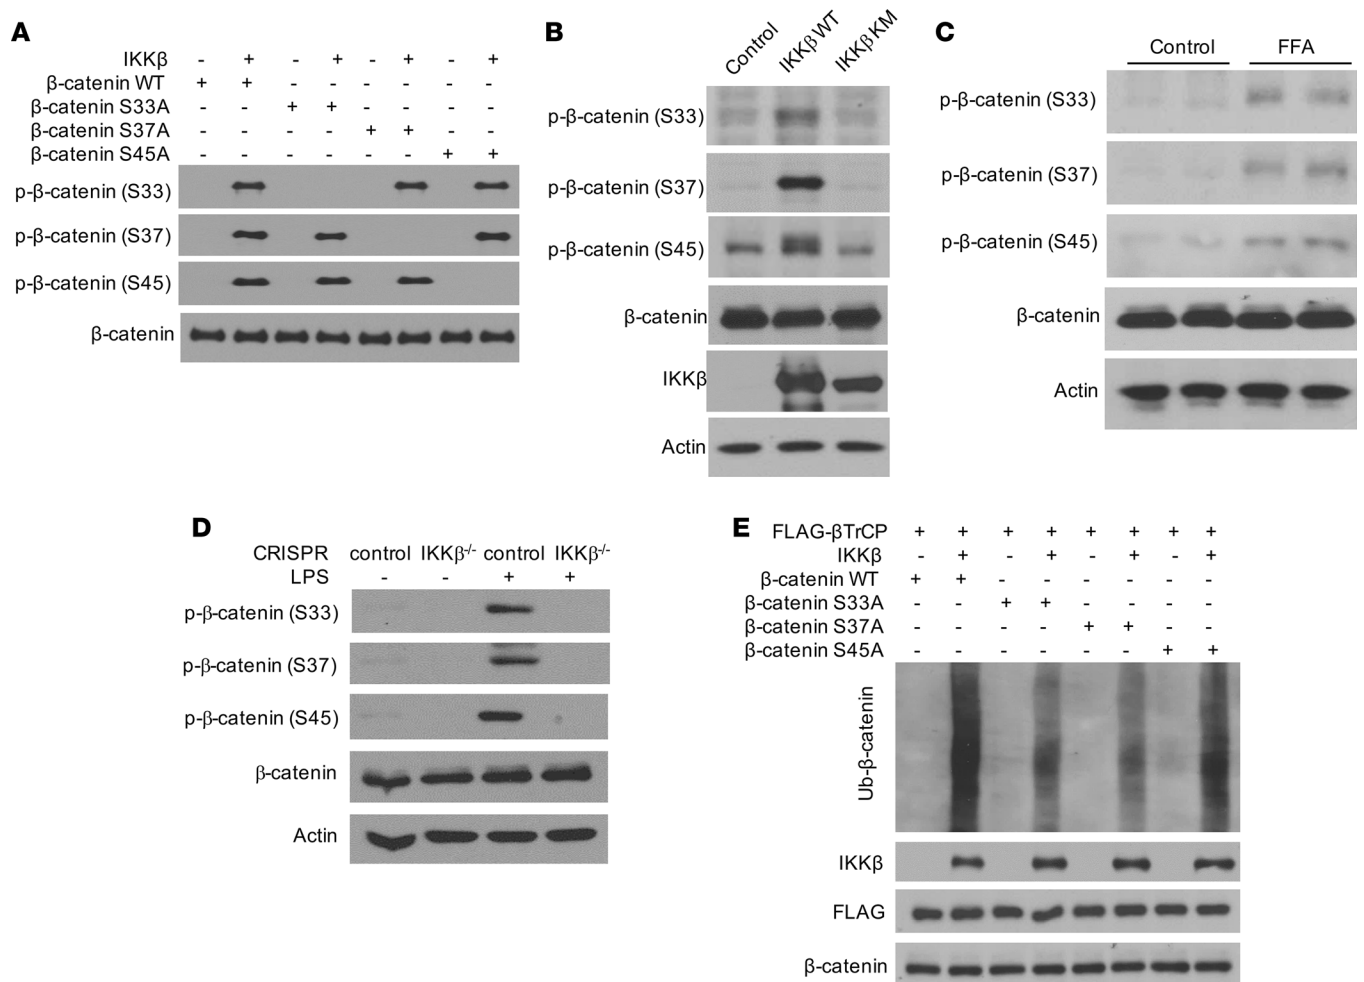 A
IKKβ - + - + - + - +
β-catenin WT + + - - - - - -
β-catenin S33A - - + + - - - -
β-catenin S37A - - - - + + - -
β-catenin S45A - - - - - - + +
p-β-catenin (S33)
p-β-catenin (S37)
p-β-catenin (S45)
β-catenin
B
Control IKKβ WT IKKβ KM
p-β-catenin (S33)
p-β-catenin (S37)
p-β-catenin (S45)
β-catenin
IKKβ
Actin
C
Control FFA
p-β-catenin (S33)
p-β-catenin (S37)
p-β-catenin (S45)
β-catenin
Actin
D
CRISPR control IKKβ-/- control IKKβ-/-
LPS - - + +
p-β-catenin (S33)
p-β-catenin (S37)
p-β-catenin (S45)
β-catenin
Actin
E
FLAG-βTrCP + + + + + + + +
IKKβ - + - + - + - +
β-catenin WT + + - - - - - -
β-catenin S33A - - + + - - - -
β-catenin S37A - - - - + + - -
β-catenin S45A - - - - - - + +
Ub-β-catenin
IKKβ
FLAG
β-catenin